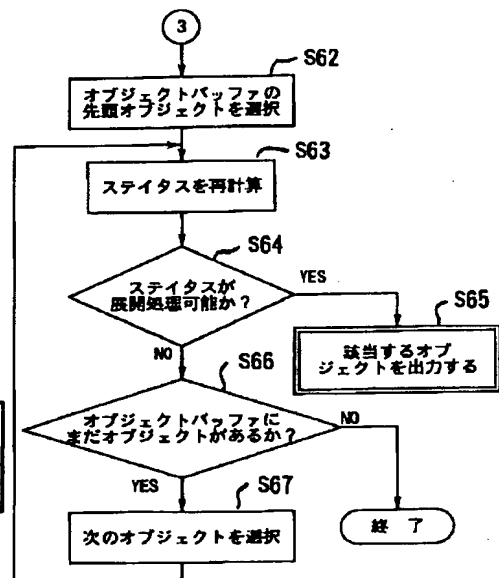 3
S62
オブジェクトバッファの
先頭オブジェクトを選択
S63
ステイタスを再計算
S64
ステイタスが
展開処理可能か?
YES
S65
該当するオブ
ジェクトを出力する
NO
S66
オブジェクトバッファに
まだオブジェクトがあるか?
NO
YES
S67
次のオブジェクトを選択
終 了